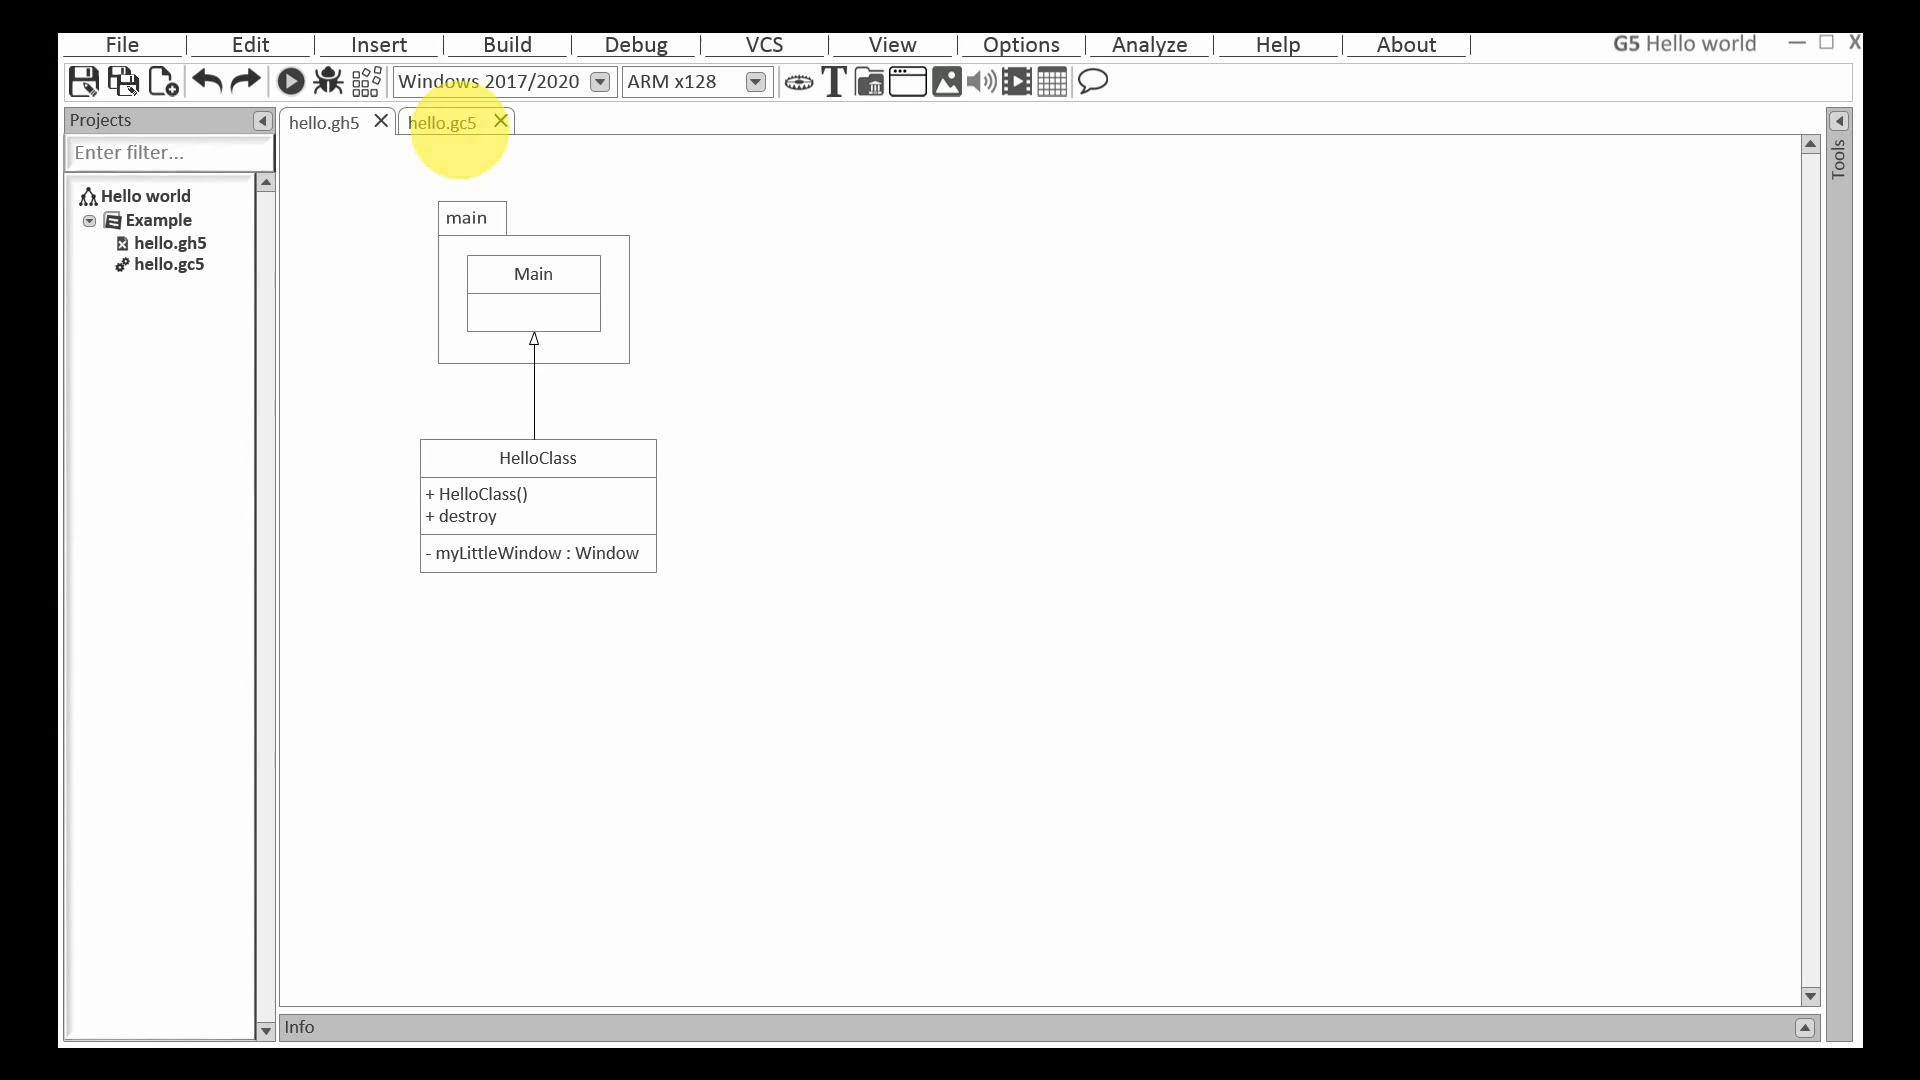 File Edit Insert Build Debug VCS View Options Analyze Help About G5 Hello world
Windows 2017/2020 ARM x128
Projects
Enter filter...
Hello world
Example
hello.gh5
hello.gc5
hello.gh5 hello.gc5
main
Main
HelloClass
+ HelloClass()
+ destroy
- myLittleWindow : Window
Tools
Info